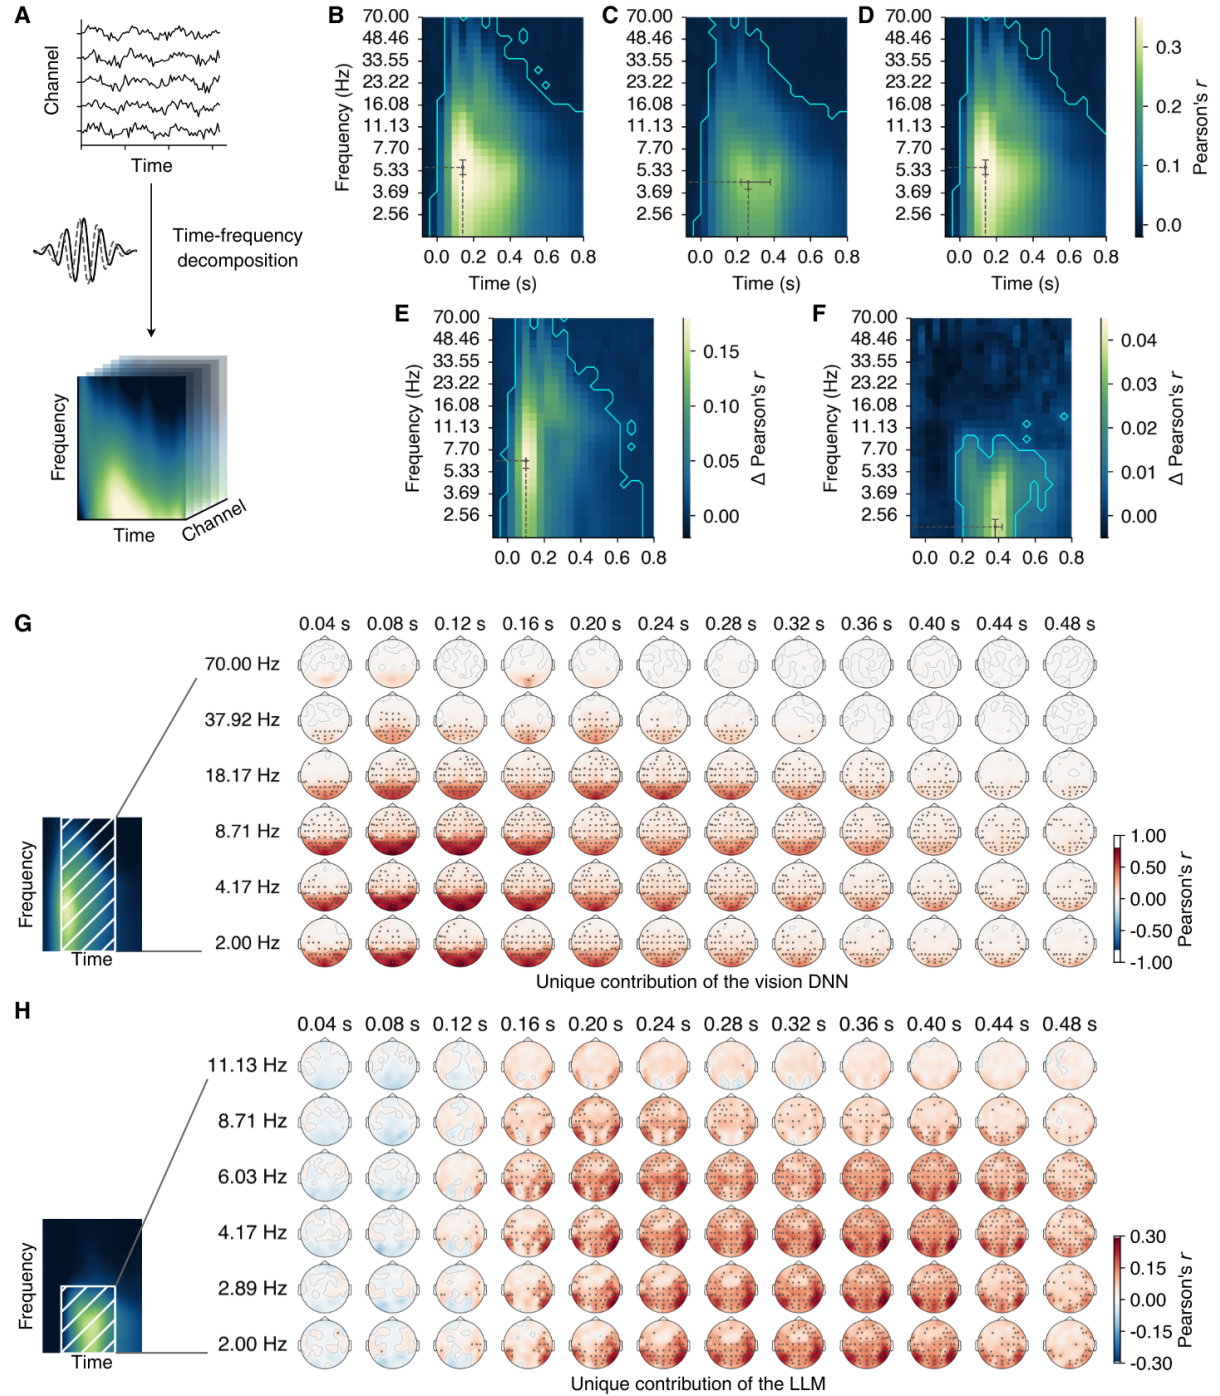 A
Channel
Time
Time-frequency
decomposition
Frequency
Time
Channel
B
C
D
Frequency (Hz)
70.00
48.46
33.55
23.22
16.08
11.13
7.70
5.33
3.69
2.56
0.0 0.2 0.4 0.6 0.8
Time (s)
70.00
48.46
33.55
23.22
16.08
11.13
7.70
5.33
3.69
2.56
0.0 0.2 0.4 0.6 0.8
Time (s)
70.00
48.46
33.55
23.22
16.08
11.13
7.70
5.33
3.69
2.56
0.0 0.2 0.4 0.6 0.8
Time (s)
0.3
0.2
0.1
0.0
Pearson's r
E
Frequency (Hz)
70.00
48.46
33.55
23.22
16.08
11.13
7.70
5.33
3.69
2.56
0.0 0.2 0.4 0.6 0.8
0.15
0.10
0.05
0.00
Δ Pearson's r
F
Frequency (Hz)
70.00
48.46
33.55
23.22
16.08
11.13
7.70
5.33
3.69
2.56
0.0 0.2 0.4 0.6 0.8
0.04
0.03
0.02
0.01
0.00
Δ Pearson's r
G
0.04 s 0.08 s 0.12 s 0.16 s 0.20 s 0.24 s 0.28 s 0.32 s 0.36 s 0.40 s 0.44 s 0.48 s
70.00 Hz
37.92 Hz
18.17 Hz
8.71 Hz
4.17 Hz
2.00 Hz
Frequency
Time
1.00
0.50
0.00
-0.50
-1.00
Pearson's r
Unique contribution of the vision DNN
H
0.04 s 0.08 s 0.12 s 0.16 s 0.20 s 0.24 s 0.28 s 0.32 s 0.36 s 0.40 s 0.44 s 0.48 s
11.13 Hz
8.71 Hz
6.03 Hz
4.17 Hz
2.89 Hz
2.00 Hz
Frequency
Time
0.30
0.15
0.00
-0.15
-0.30
Pearson's r
Unique contribution of the LLM